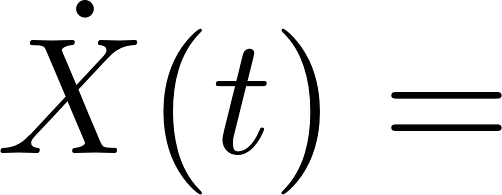 Ẋ(t) =